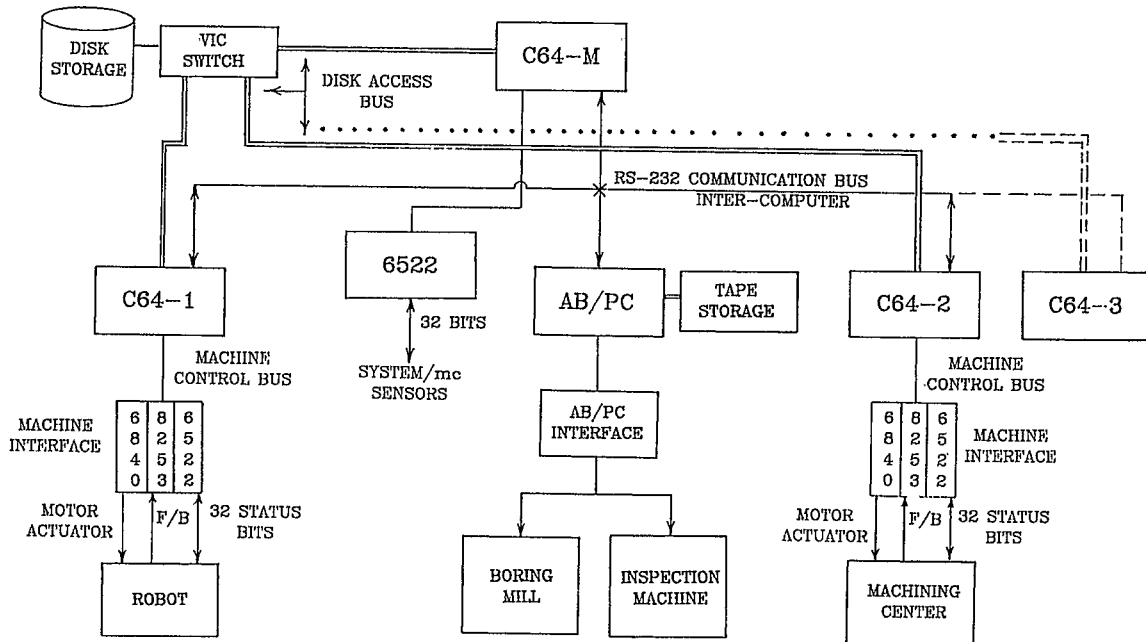 DISK
STORAGE
VIC
SWITCH
C64-M
DISK ACCESS
BUS
RS-232 COMMUNICATION BUS
INTER-COMPUTER
C64-1
6522
32 BITS
SYSTEM/mc
SENSORS
AB/PC
TAPE
STORAGE
C64-2
C64-3
MACHINE
CONTROL BUS
MACHINE
INTERFACE
6840
8253
6522
MOTOR
ACTUATOR
F/B
32 STATUS
BITS
ROBOT
AB/PC
INTERFACE
BORING
MILL
INSPECTION
MACHINE
MACHINE
CONTROL BUS
6840
8253
6522
MACHINE
INTERFACE
MOTOR
ACTUATOR
F/B
32 STATUS
BITS
MACHINING
CENTER